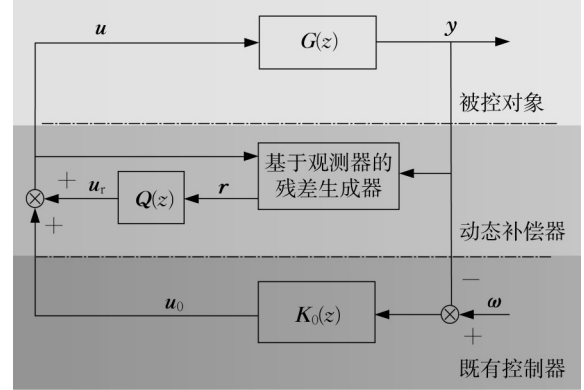 u
G(z)
y
被控对象
基于观测器的
残差生成器
+
u_r
Q(z)
r
+
动态补偿器
−
u_0
K_0(z)
ω
+
既有控制器